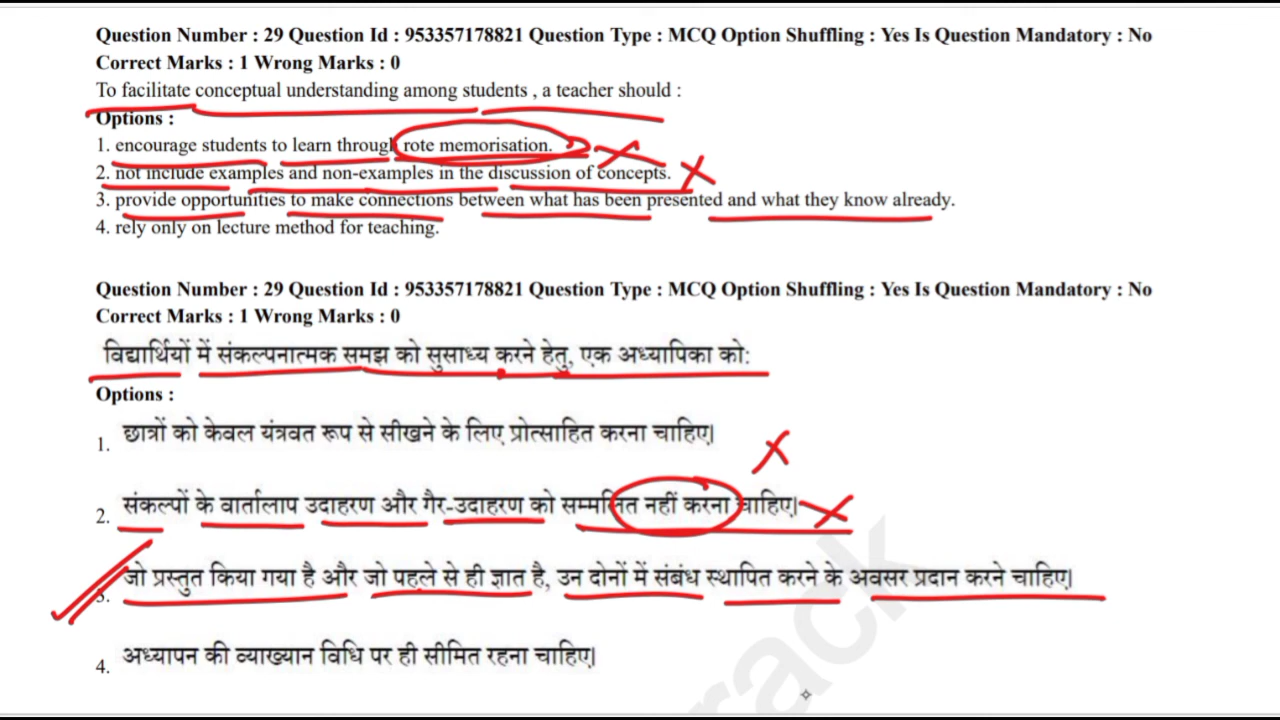 Question Number : 29 Question Id : 953357178821 Question Type : MCQ Option Shuffling : Yes Is Question Mandatory : No
Correct Marks : 1 Wrong Marks : 0
To facilitate conceptual understanding among students , a teacher should :
Options :
1. encourage students to learn through rote memorisation.
2. not include examples and non-examples in the discussion of concepts.
3. provide opportunities to make connections between what has been presented and what they know already.
4. rely only on lecture method for teaching.
Question Number : 29 Question Id : 953357178821 Question Type : MCQ Option Shuffling : Yes Is Question Mandatory : No
Correct Marks : 1 Wrong Marks : 0
विद्यार्थियों में संकल्पनात्मक समझ को सुसाध्य करने हेतु, एक अध्यापिका को:
Options :
1. छात्रों को केवल यंत्रवत रूप से सीखने के लिए प्रोत्साहित करना चाहिए।
2. संकल्पों के वार्तालाप उदाहरण और गैर-उदाहरण को सम्मलित नहीं करना चाहिए।
3. जो प्रस्तुत किया गया है और जो पहले से ही ज्ञात है, उन दोनों में संबंध स्थापित करने के अवसर प्रदान करने चाहिए।
4. अध्यापन की व्याख्यान विधि पर ही सीमित रहना चाहिए।